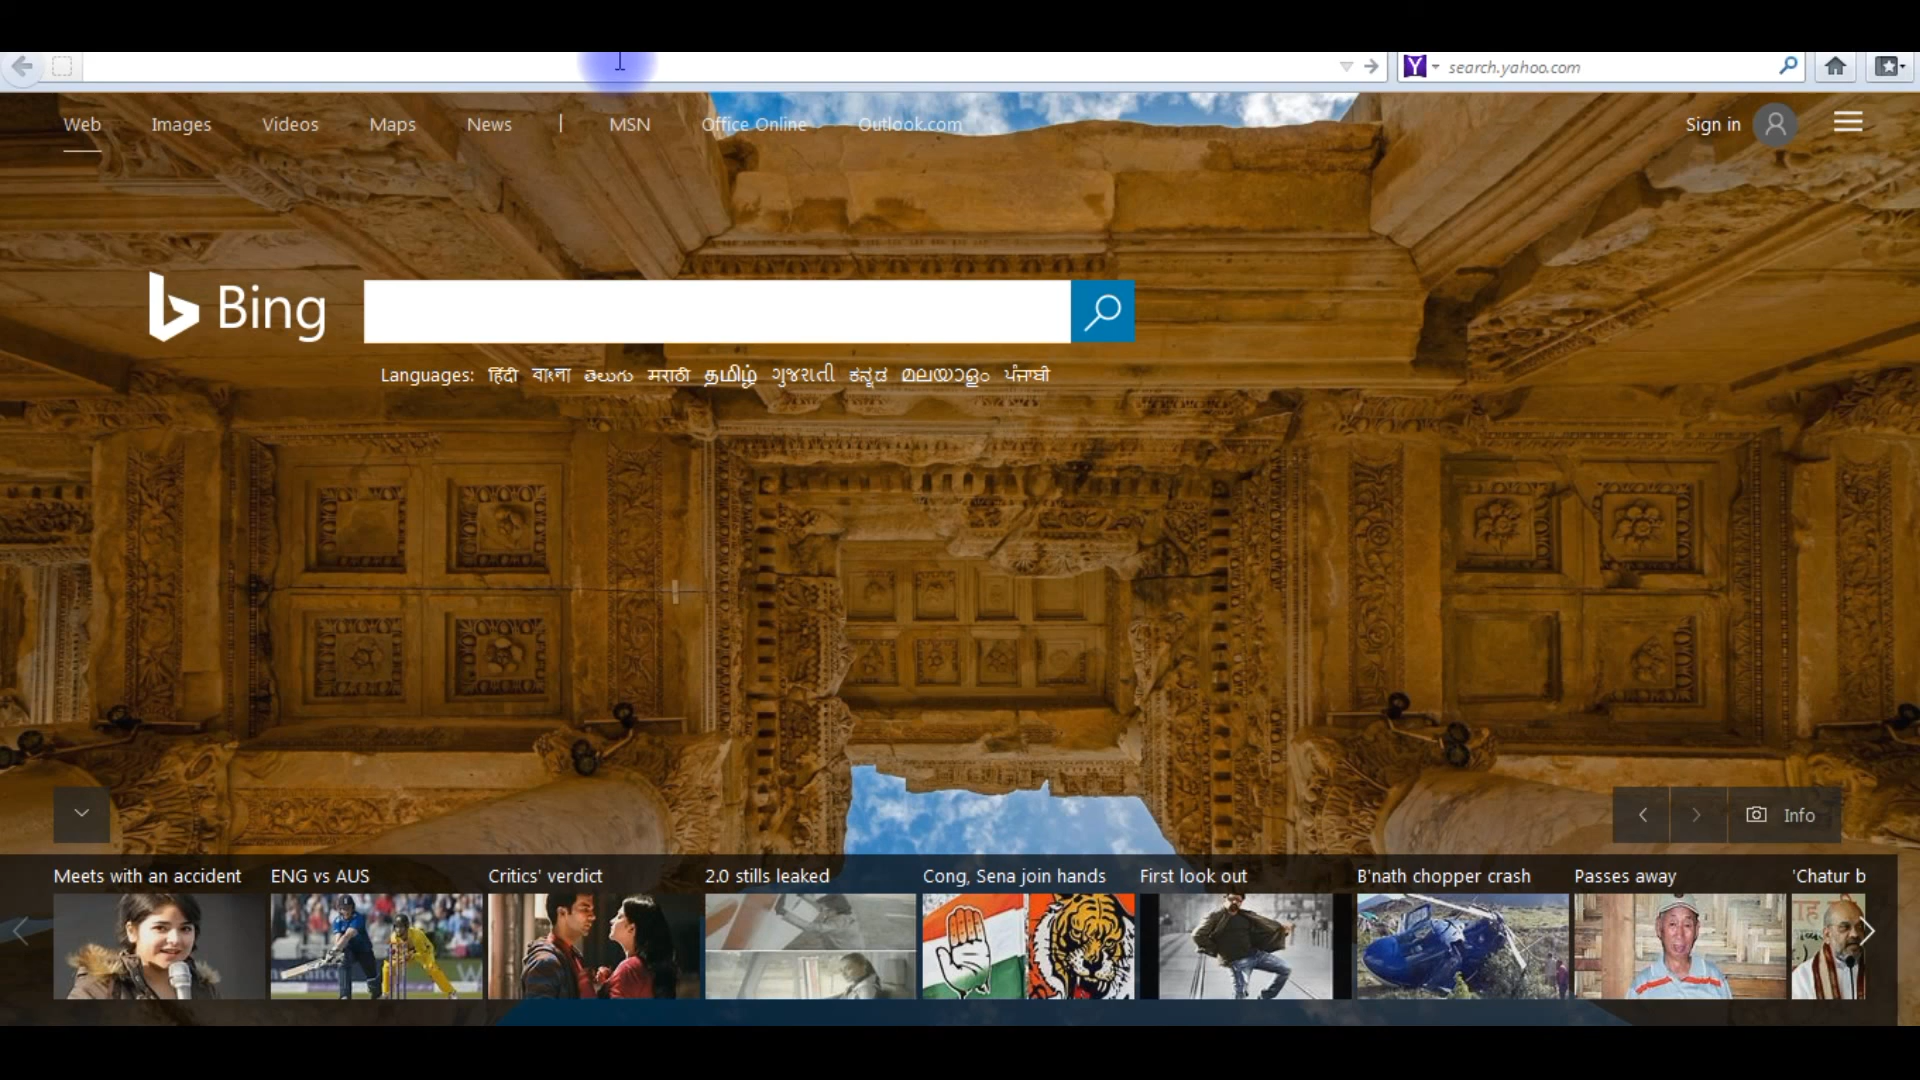 search.yahoo.com
Web Images Videos Maps News | MSN Office Online Outlook.com Sign in
Bing
Languages: हिंदी বাংলা తెలుగు मराठी தமிழ் ગુજરાતી ಕನ್ನಡ മലയാളം ਪੰਜਾਬੀ
Info
Meets with an accident ENG vs AUS Critics' verdict 2.0 stills leaked Cong, Sena join hands First look out B'nath chopper crash Passes away 'Chatur b